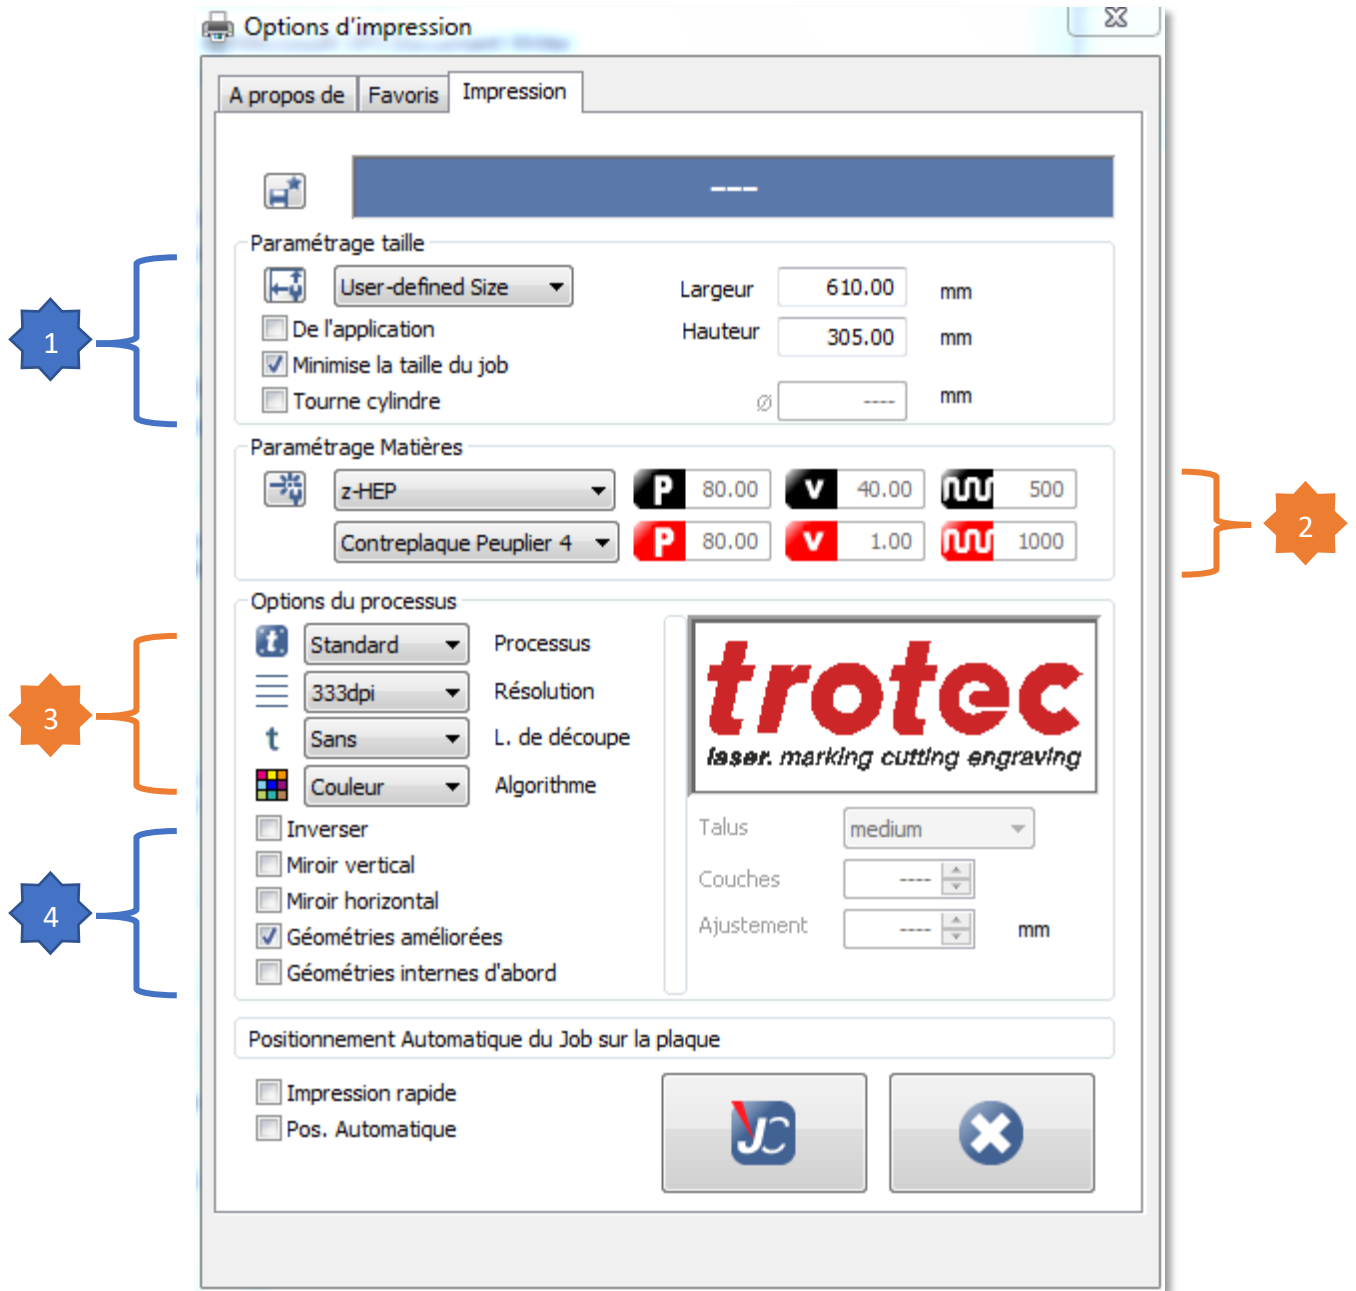 Options d'impression
A propos de Favoris Impression
---
Paramétrage taille
User-defined Size Largeur 610.00 mm
De l'application Hauteur 305.00 mm
Minimise la taille du job
Tourne cylindre Ø ---- mm
1
Paramétrage Matières
z-HEP P 80.00 V 40.00 500
Contreplaque Peuplier 4 P 80.00 V 1.00 1000
2
Options du processus
t Standard Processus
333dpi Résolution
t Sans L. de découpe
Couleur Algorithme
3
trotec
laser. marking cutting engraving
Inverser Talus medium
Miroir vertical
Couches ----
Miroir horizontal
Géométries améliorées Ajustement ---- mm
Géométries internes d'abord
4
Positionnement Automatique du Job sur la plaque
Impression rapide
Pos. Automatique
JC